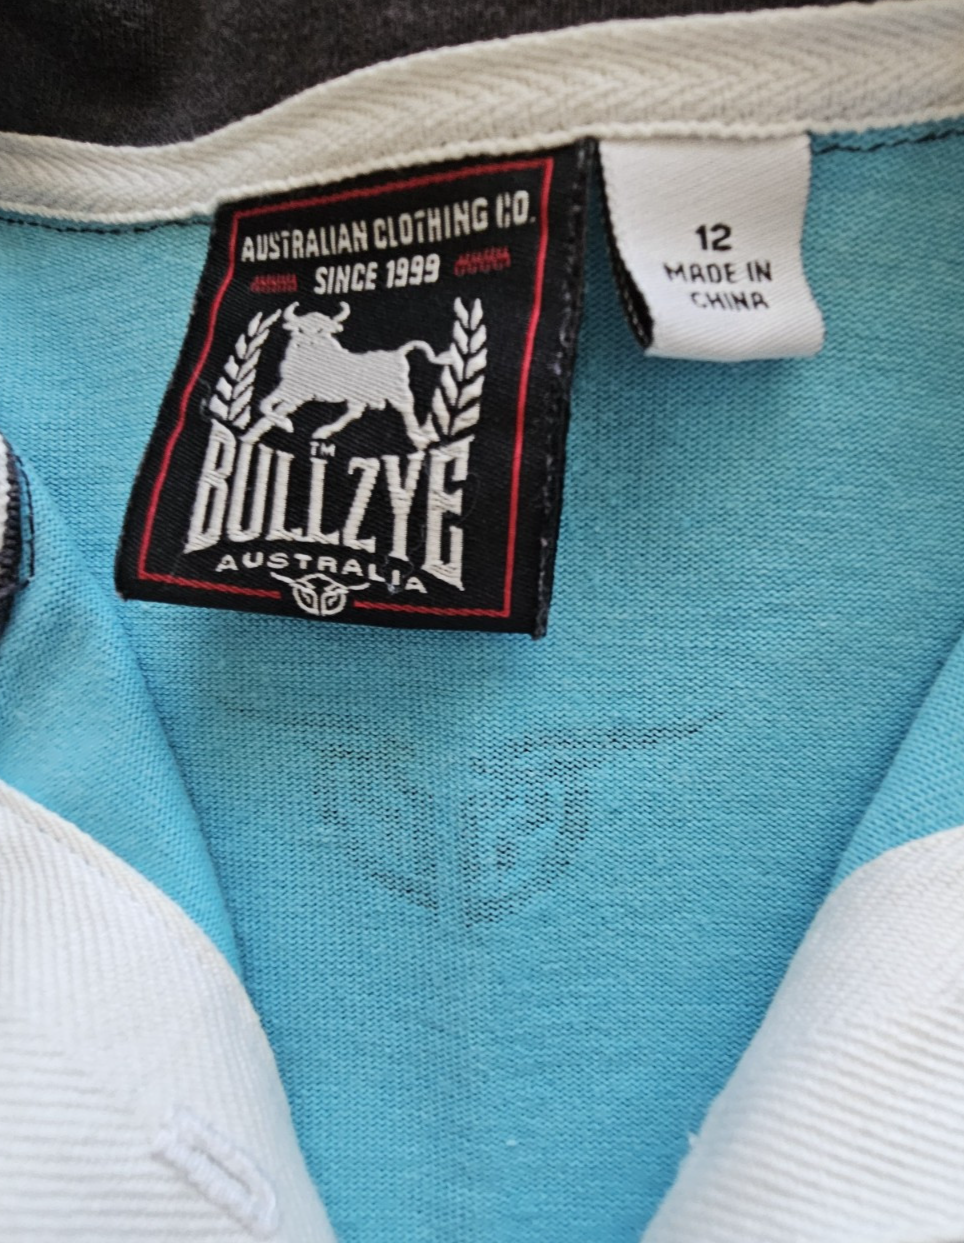 AUSTRALIAN CLOTHING CO.
SINCE 1999
TM
BULLZYE
AUSTRALIA
12
MADE IN
CHINA